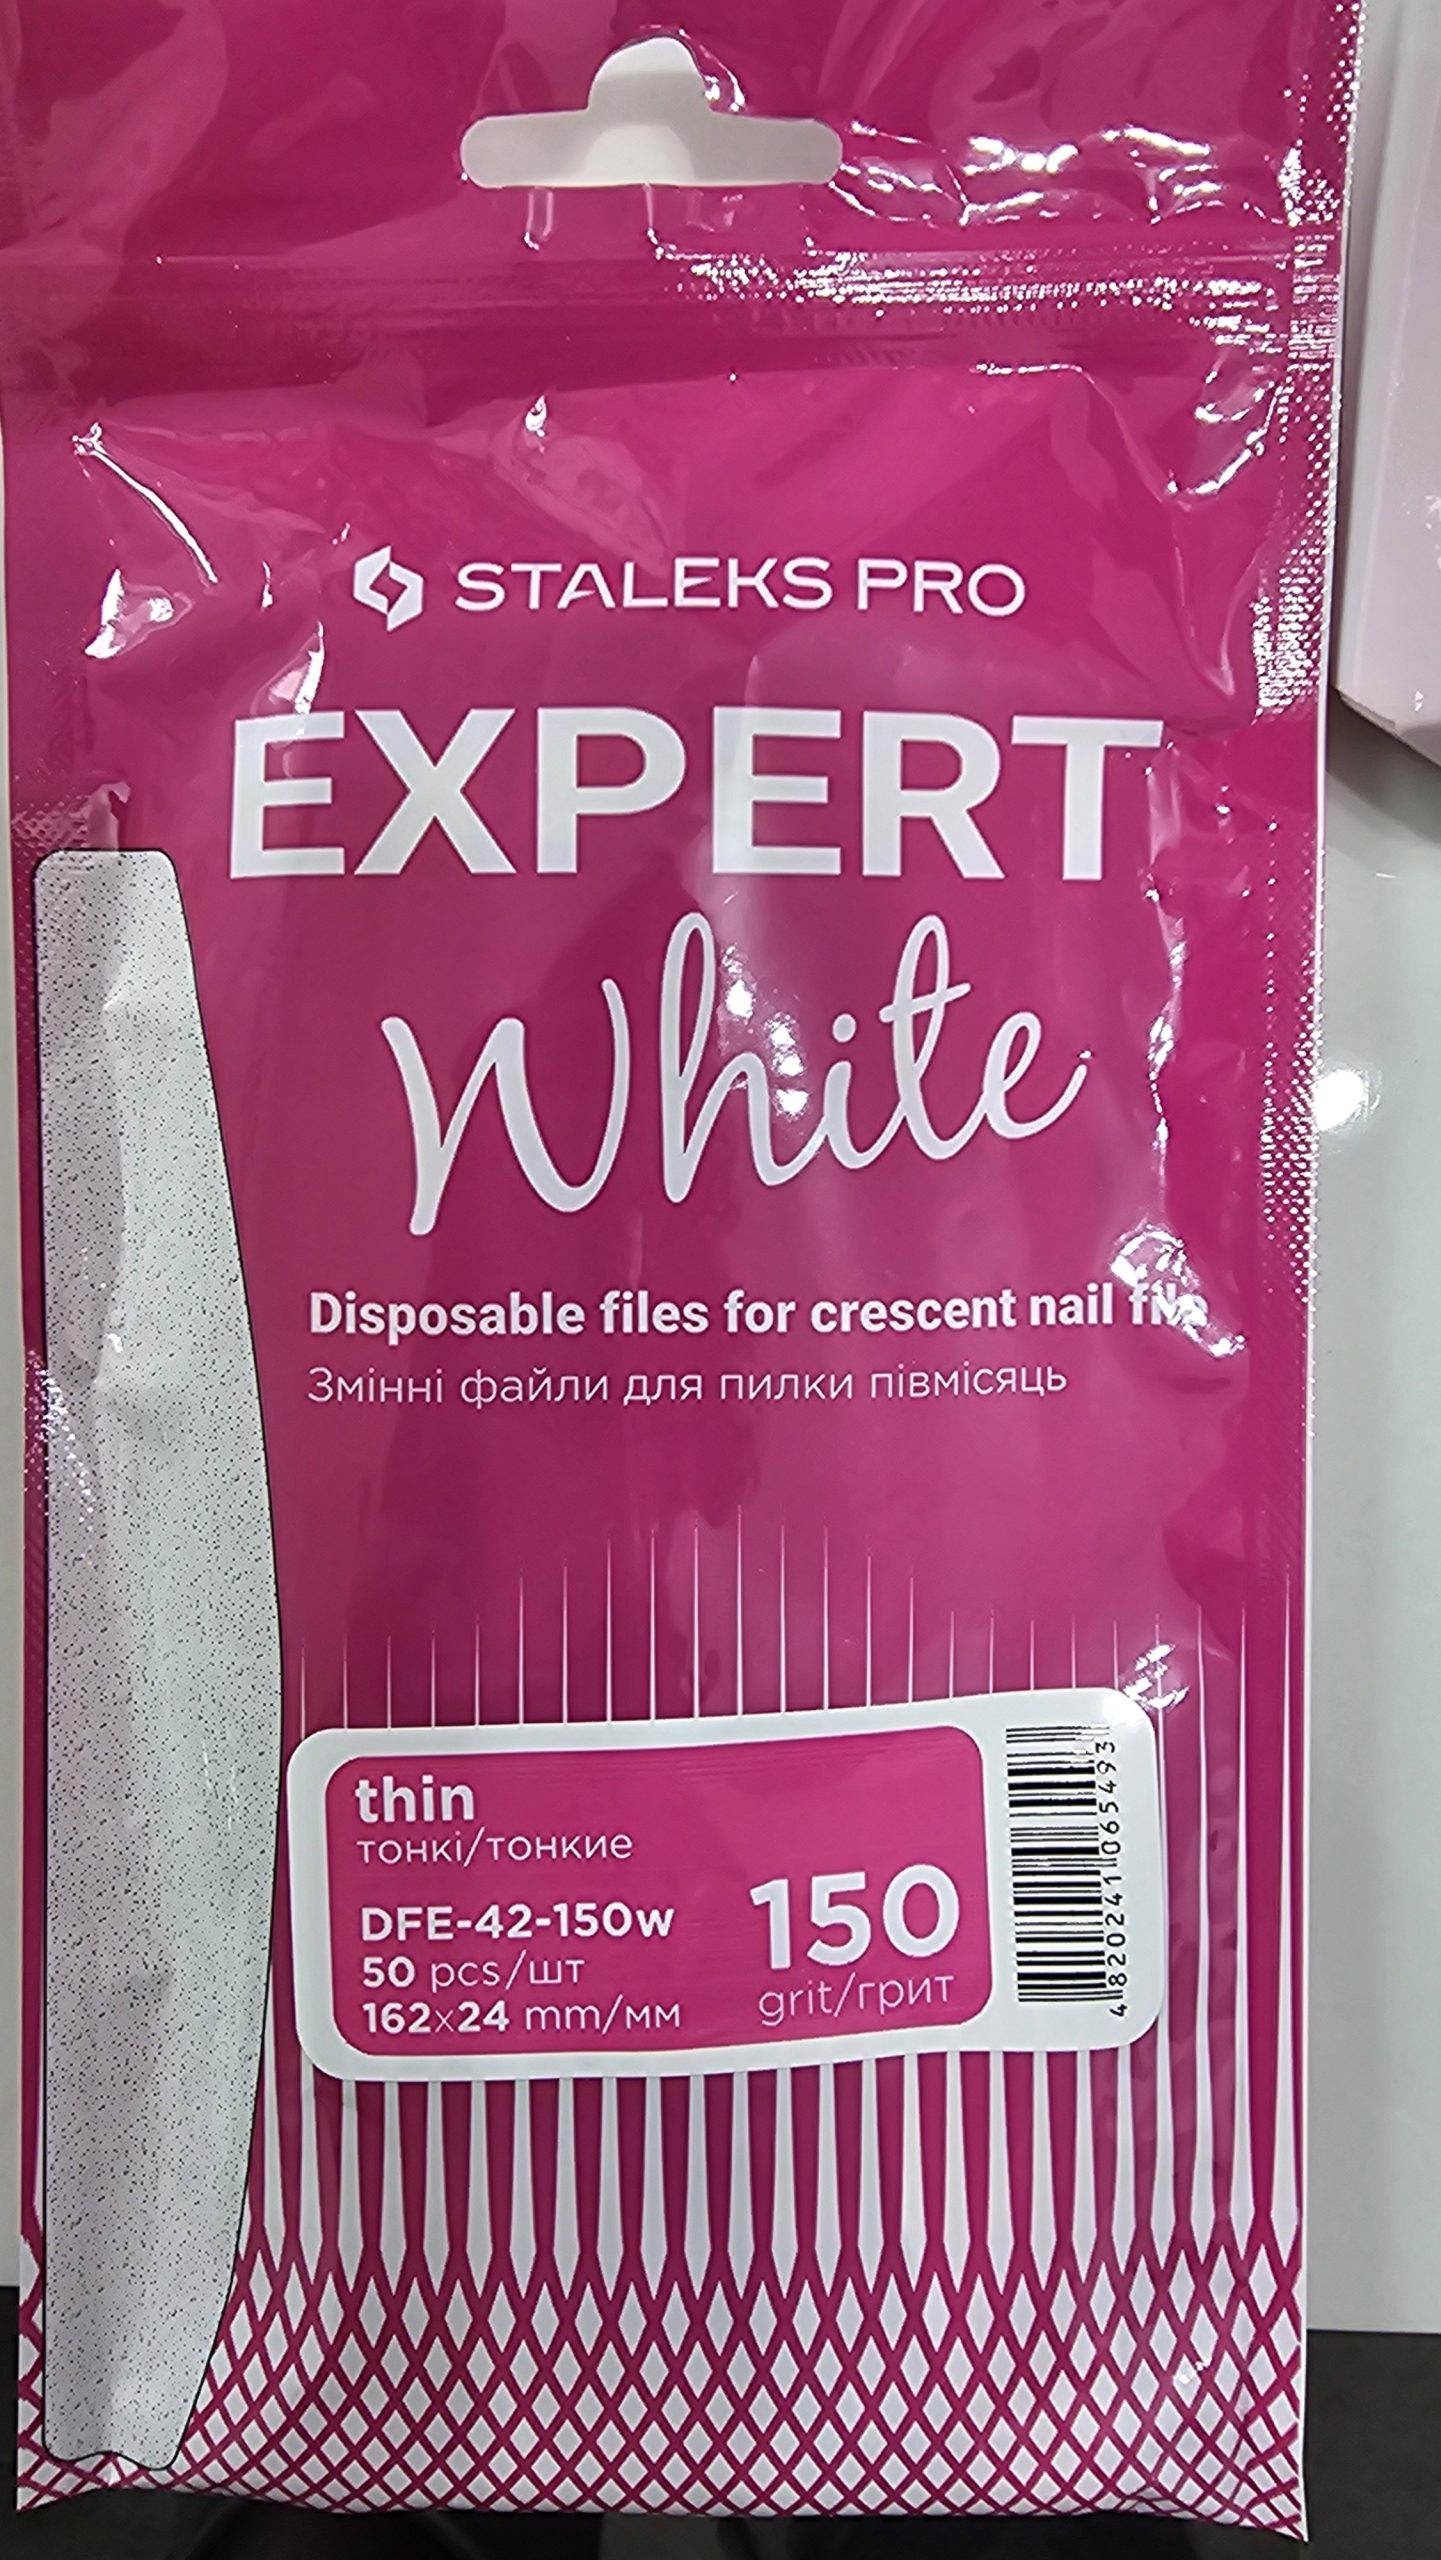 STALEKS PRO
EXPERT
White
Disposable files for crescent nail file
Змінні файли для пилки півмісяць
thin
тонкі/тонкие
DFE-42-150w
50 pcs/шт
162x24 mm/мм
150
grit/грит
4820241065493